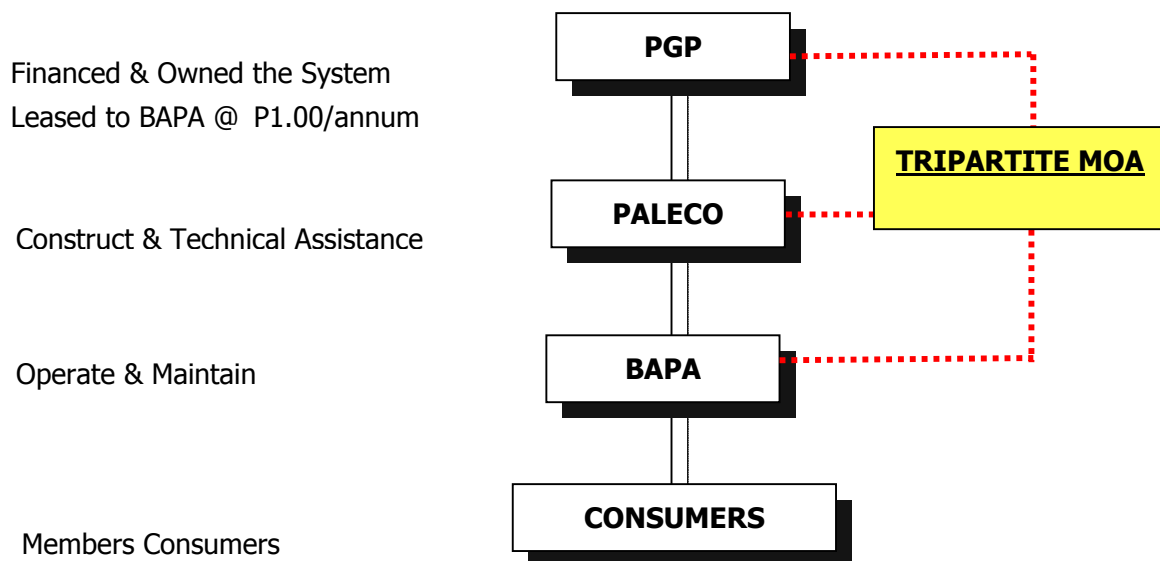 PGP
Financed & Owned the System
Leased to BAPA @ P1.00/annum
TRIPARTITE MOA
PALECO
Construct & Technical Assistance
BAPA
Operate & Maintain
CONSUMERS
Members Consumers